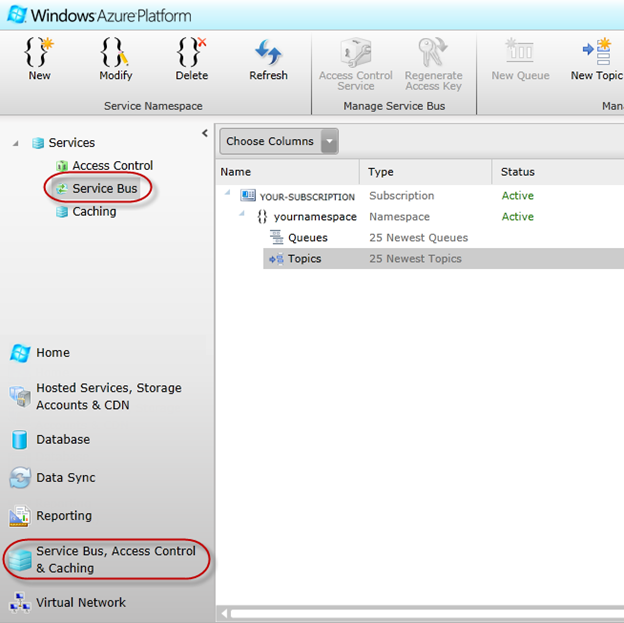 Windows Azure Platform
New Modify Delete Refresh Access Control Service Regenerate Access Key New Queue New Topic
Service Namespace Manage Service Bus
Services
Access Control
Service Bus
Caching
Choose Columns
Name Type Status
YOUR-SUBSCRIPTION Subscription Active
{} yournamespace Namespace Active
Queues 25 Newest Queues
Topics 25 Newest Topics
Home
Hosted Services, Storage
Accounts & CDN
Database
Data Sync
Reporting
Service Bus, Access Control
& Caching
Virtual Network